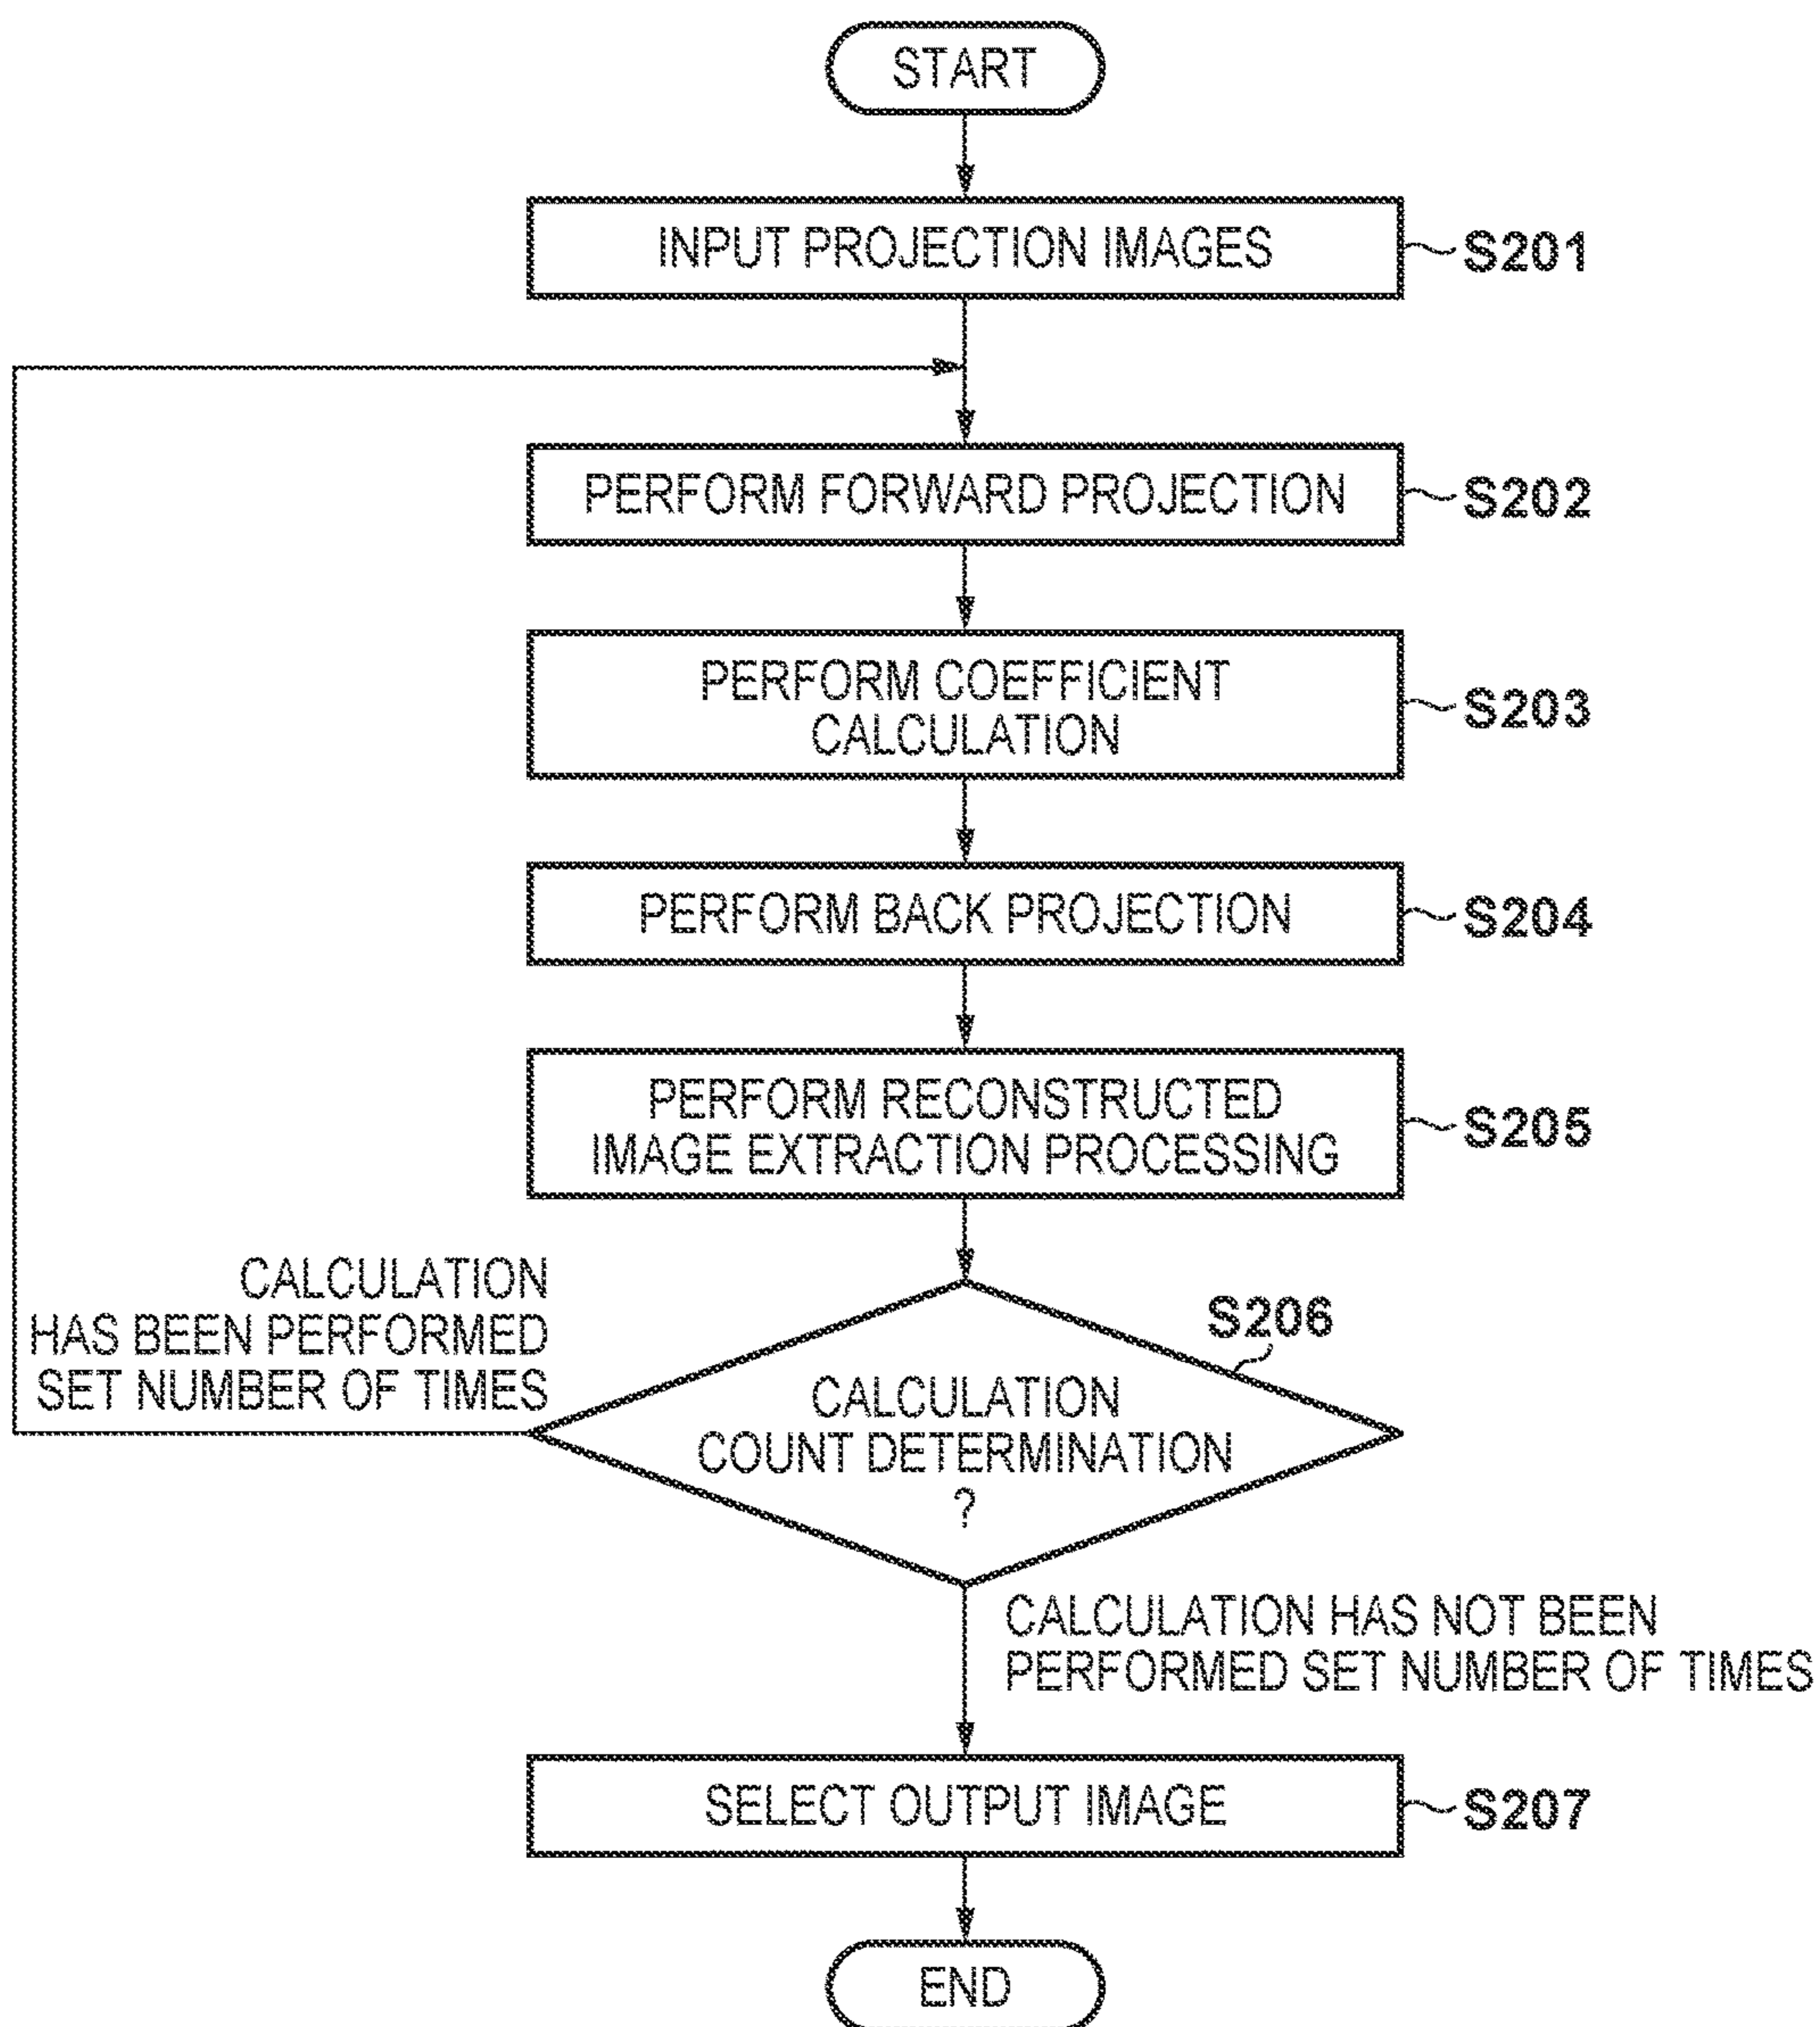 START
INPUT PROJECTION IMAGES
S201
PERFORM FORWARD PROJECTION
S202
PERFORM COEFFICIENT
CALCULATION
S203
PERFORM BACK PROJECTION
S204
PERFORM RECONSTRUCTED
IMAGE EXTRACTION PROCESSING
S205
CALCULATION
HAS BEEN PERFORMED
SET NUMBER OF TIMES
S206
CALCULATION
COUNT DETERMINATION
?
CALCULATION HAS NOT BEEN
PERFORMED SET NUMBER OF TIMES
SELECT OUTPUT IMAGE
S207
END